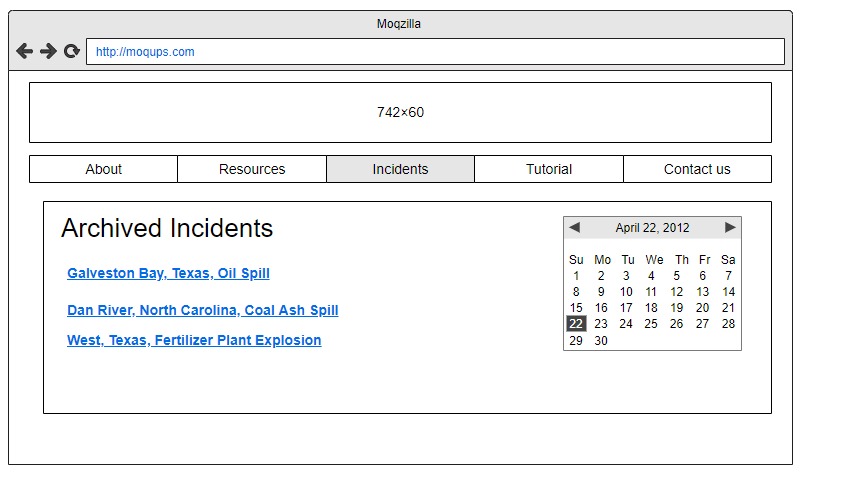 Moqzilla
http://moqups.com
742×60
About Resources Incidents Tutorial Contact us
Archived Incidents
Galveston Bay, Texas, Oil Spill
Dan River, North Carolina, Coal Ash Spill
West, Texas, Fertilizer Plant Explosion
April 22, 2012
Su Mo Tu We Th Fr Sa
1 2 3 4 5 6 7
8 9 10 11 12 13 14
15 16 17 18 19 20 21
22 23 24 25 26 27 28
29 30